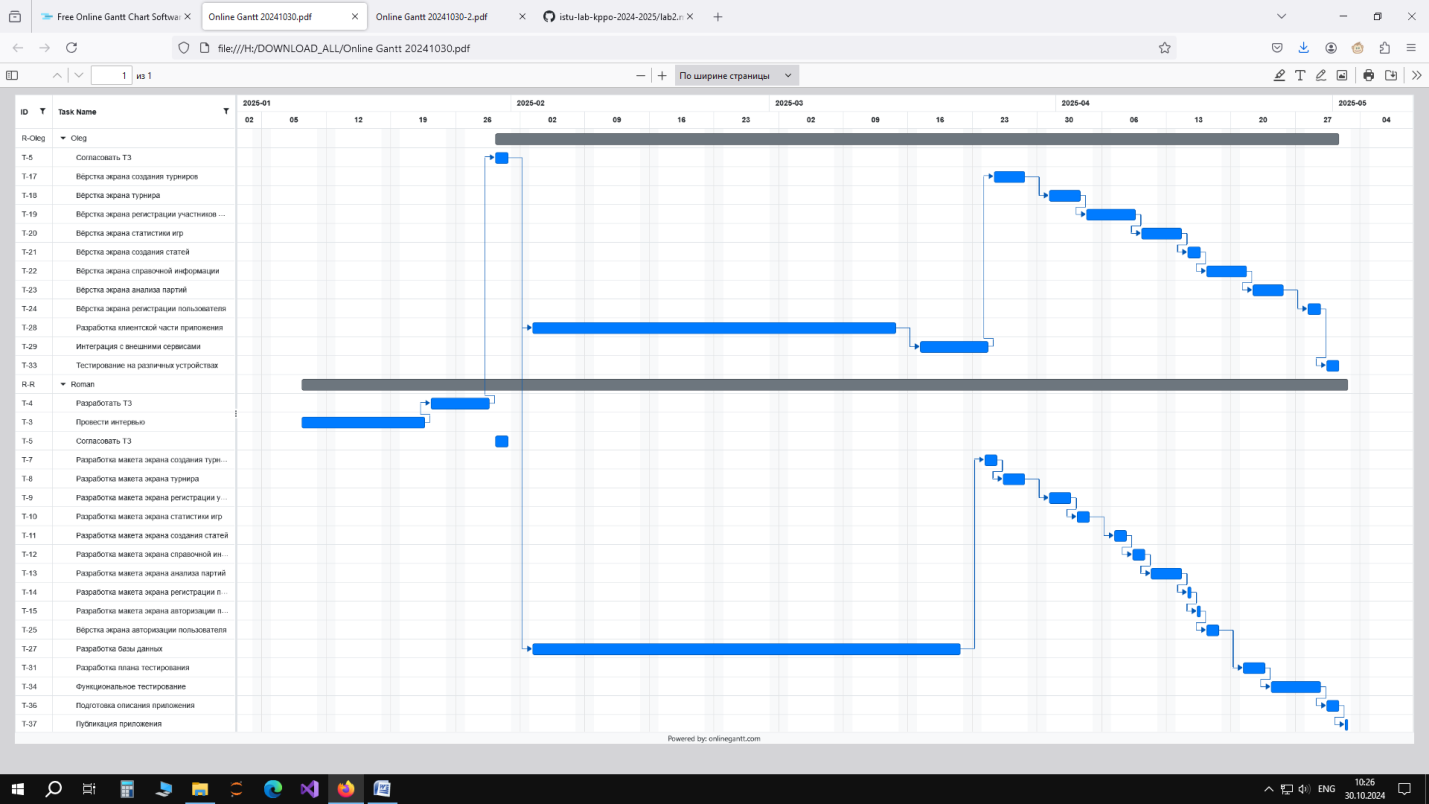 Free Online Gantt Chart Softwar
Online Gantt 20241030.pdf
Online Gantt 20241030-2.pdf
istu-lab-kppo-2024-2025/lab2.r
file:///H:/DOWNLOAD_ALL/Online Gantt 20241030.pdf
1 из 1
По ширине страницы
ID Task Name
2025-01 2025-02 2025-03 2025-04 2025-05
02 05 12 19 26 02 09 16 23 02 09 16 23 30 06 13 20 27 04
R-Oleg Oleg
T-5 Согласовать ТЗ
T-17 Вёрстка экрана создания турниров
T-18 Вёрстка экрана турнира
T-19 Вёрстка экрана регистрации участников ...
T-20 Вёрстка экрана статистики игр
T-21 Вёрстка экрана создания статей
T-22 Вёрстка экрана справочной информации
T-23 Вёрстка экрана анализа партий
T-24 Вёрстка экрана регистрации пользователя
T-28 Разработка клиентской части приложения
T-29 Интеграция с внешними сервисами
T-33 Тестирование на различных устройствах
R-R Roman
T-4 Разработать ТЗ
T-3 Провести интервью
T-5 Согласовать ТЗ
T-7 Разработка макета экрана создания турн...
T-8 Разработка макета экрана турнира
T-9 Разработка макета экрана регистрации у...
T-10 Разработка макета экрана статистики игр
T-11 Разработка макета экрана создания статей
T-12 Разработка макета экрана справочной ин...
T-13 Разработка макета экрана анализа партий
T-14 Разработка макета экрана регистрации п...
T-15 Разработка макета экрана авторизации п...
T-25 Вёрстка экрана авторизации пользователя
T-27 Разработка базы данных
T-31 Разработка плана тестирования
T-34 Функциональное тестирование
T-36 Подготовка описания приложения
T-37 Публикация приложения
Powered by: onlinegantt.com
ENG
10:26
30.10.2024